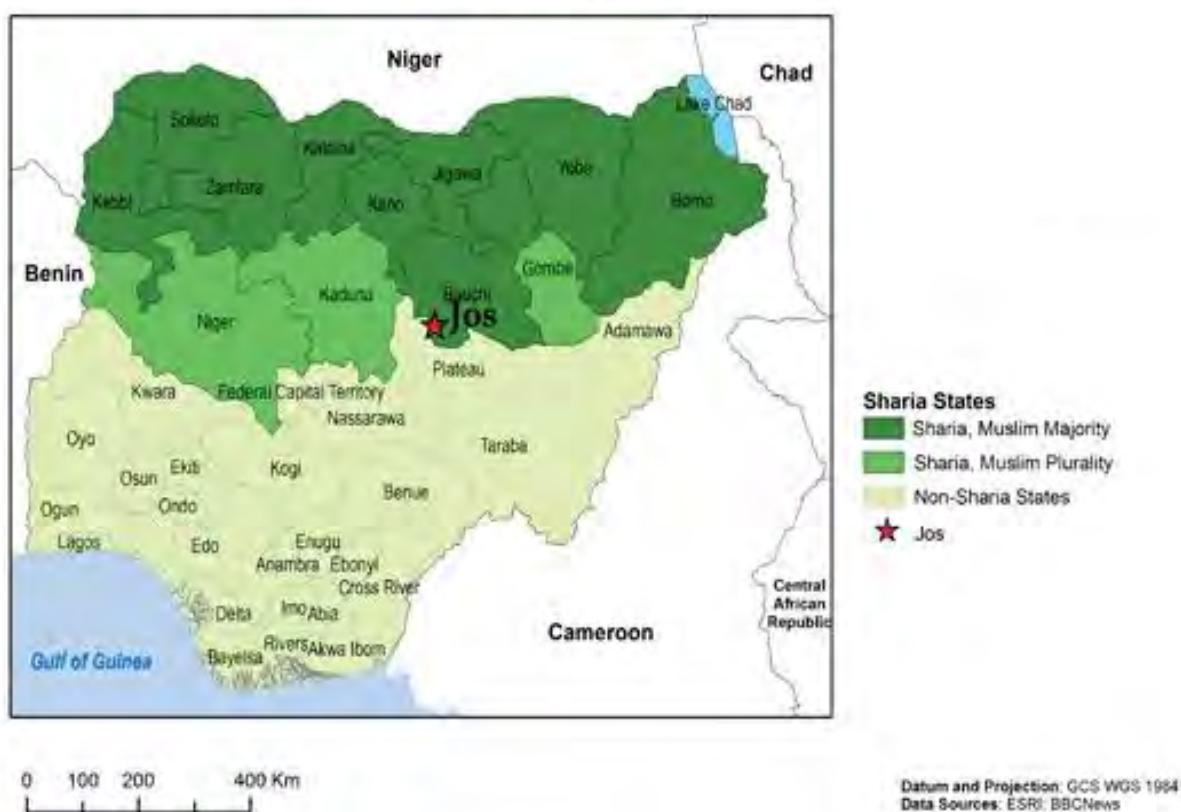 Niger
Chad
Lake Chad
Sokoto
Katsina
Jigawa
Yobe
Zamfara
Kebbi
Kano
Borno
Benin
Gombe
Kaduna
Bauchi
Niger
Jos
Adamawa
Plateau
Kwara
Federal Capital Territory
Nassarawa
Oyo
Taraba
Ekiti
Kogi
Osun
Benue
Ogun
Ondo
Lagos
Edo
Enugu
Anambra
Ebonyi
Cross River
Delta
Imo
Abia
Rivers
Akwa Ibom
Bayelsa
Gulf of Guinea
Cameroon
Central
African
Republic
Sharia States
Sharia, Muslim Majority
Sharia, Muslim Plurality
Non-Sharia States
Jos
0 100 200 400 Km
Datum and Projection: GCS WGS 1984
Data Sources: ESRI, BBCNews